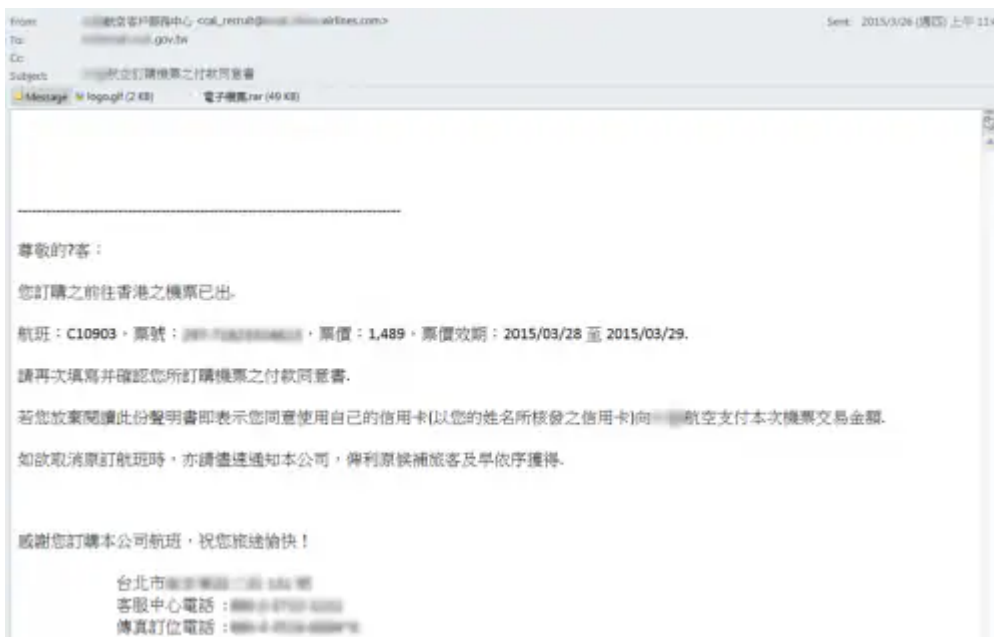 From: 航空客戶服務中心 <cal_recruit@ airlines.com>
Sent: 2015/3/26 (週四) 上午 11
To: .gov.tw
Cc:
Subject: 航空訂購機票之付款同意書
Message logo.gif (2 KB) 電子機票.rar (49 KB)
尊敬的?客：
您訂購之前往香港之機票已出.
航班：C10903，票號： ，票價：1,489，票價效期：2015/03/28 至 2015/03/29.
請再次填寫并確認您所訂購機票之付款同意書.
若您放棄閱讀此份聲明書即表示您同意使用自己的信用卡(以您的姓名所核發之信用卡)向 航空支付本次機票交易金額.
如欲取消原訂航班時，亦請儘速通知本公司，俾利原候補旅客及早依序獲得.
感謝您訂購本公司航班，祝您旅途愉快！
台北市
客服中心電話：
傳真訂位電話：